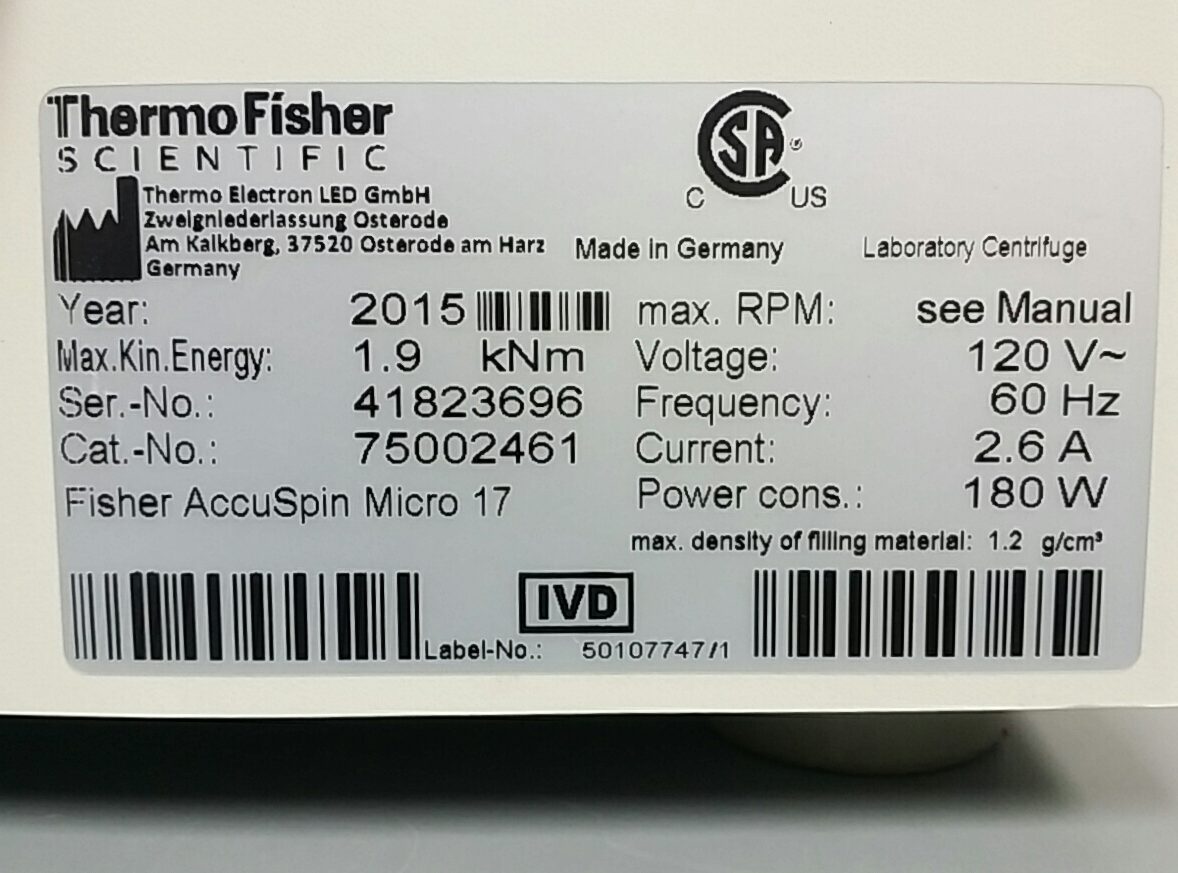 ThermoFisher
SCIENTIFIC
Thermo Electron LED GmbH
Zweigniederlassung Osterode
Am Kalkberg, 37520 Osterode am Harz
Germany
CSA ®
C US
Made in Germany
Laboratory Centrifuge
Year: 2015
Max.Kin.Energy: 1.9 kNm
Ser.-No.: 41823696
Cat.-No.: 75002461
Fisher AccuSpin Micro 17
max. RPM: see Manual
Voltage: 120 V~
Frequency: 60 Hz
Current: 2.6 A
Power cons.: 180 W
max. density of filling material: 1.2 g/cm³
IVD
Label-No.: 50107747/1